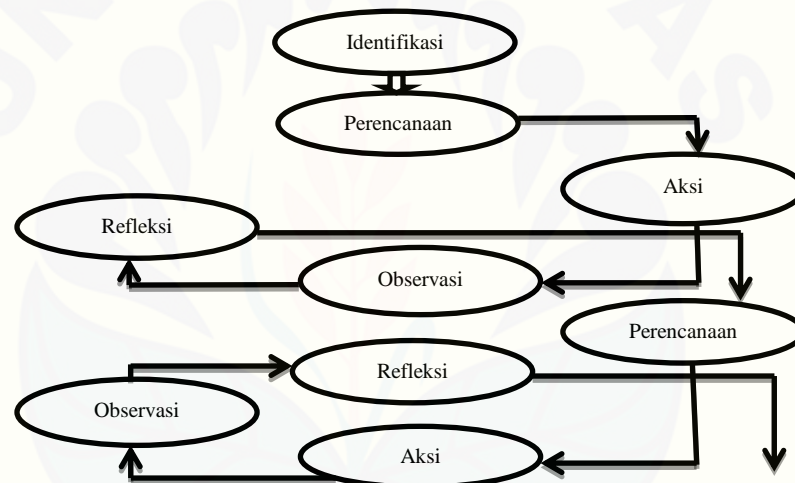 Identifikasi
Perencanaan
Aksi
Refleksi
Observasi
Perencanaan
Refleksi
Observasi
Aksi